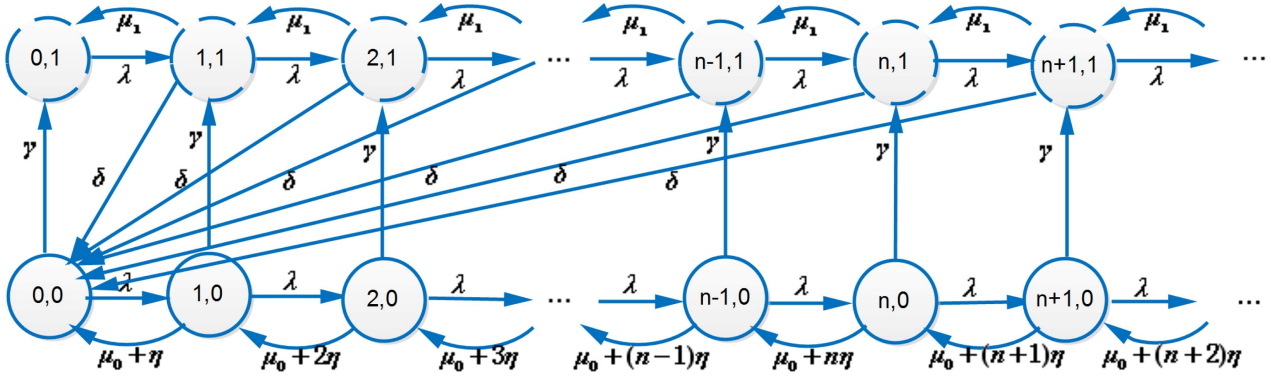 μ₁ μ₁ μ₁ μ₁ μ₁ μ₁ μ₁
0,1 1,1 2,1 ... n-1,1 n,1 n+1,1 ...
λ λ λ λ λ λ λ
γ γ γ γ γ γ
δ δ δ δ δ δ
λ λ λ λ λ λ λ
0,0 1,0 2,0 ... n-1,0 n,0 n+1,0 ...
μ₀ + η μ₀ + 2η μ₀ + 3η μ₀ + (n − 1)η μ₀ + nη μ₀ + (n + 1)η μ₀ + (n + 2)η